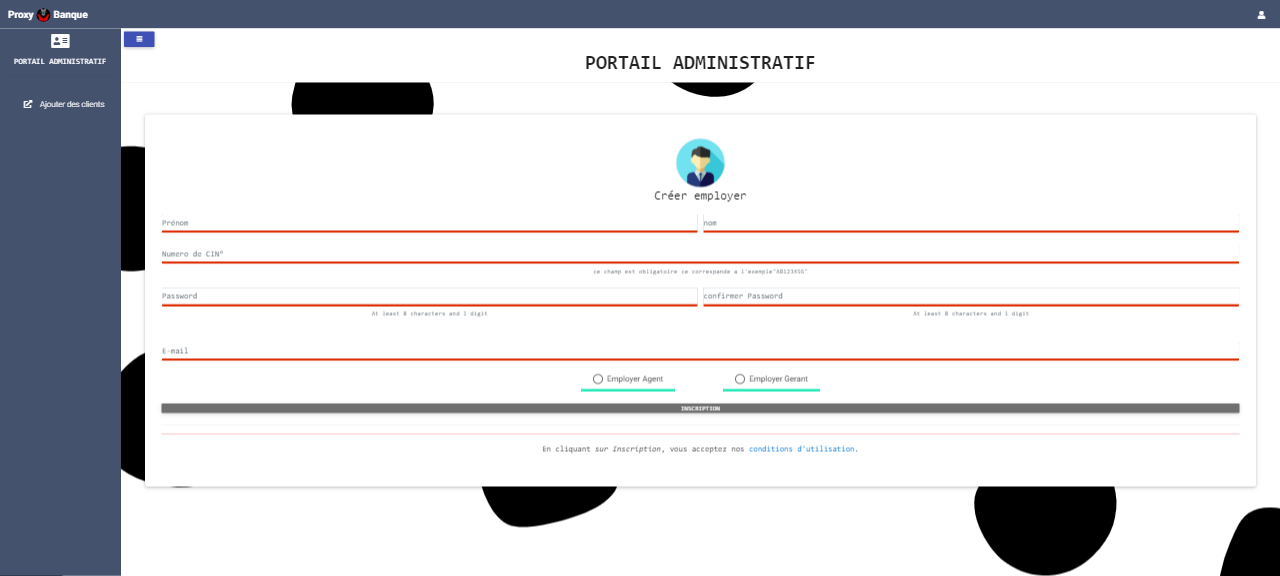 Proxy Banque
PORTAIL ADMINISTRATIF
Ajouter des clients
PORTAIL ADMINISTRATIF
Créer employer
Prénom
nom
Numero de CIN*
ce champ est obligatoire ce correspande a l'exemple"AB123456"
Password
confirmer Password
At least 8 characters and 1 digit
At least 8 characters and 1 digit
E-mail
Employer Agent
Employer Gerant
INSCRIPTION
En cliquant sur Inscription, vous acceptez nos conditions d'utilisation.